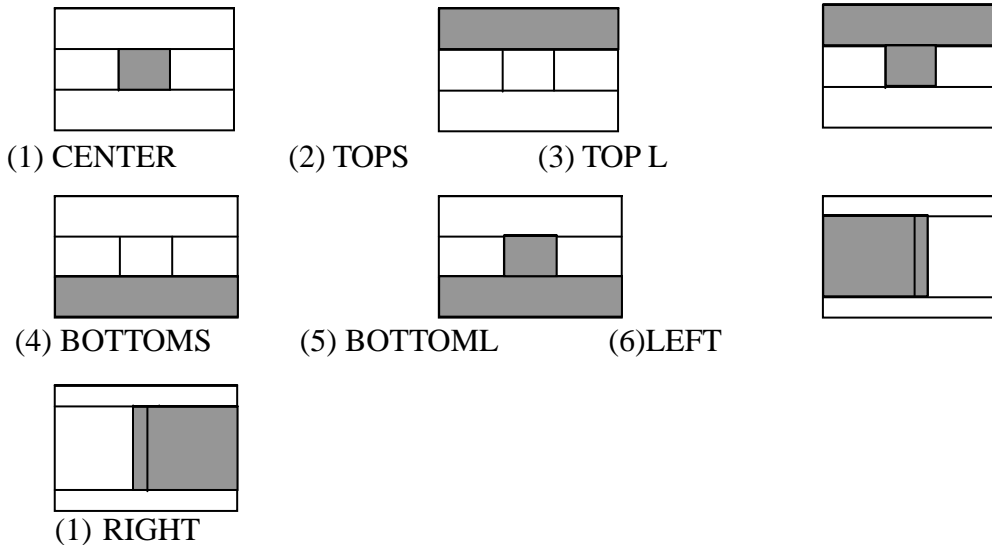 (1) CENTER (2) TOPS (3) TOP L
(4) BOTTOMS (5) BOTTOML (6)LEFT
(1) RIGHT